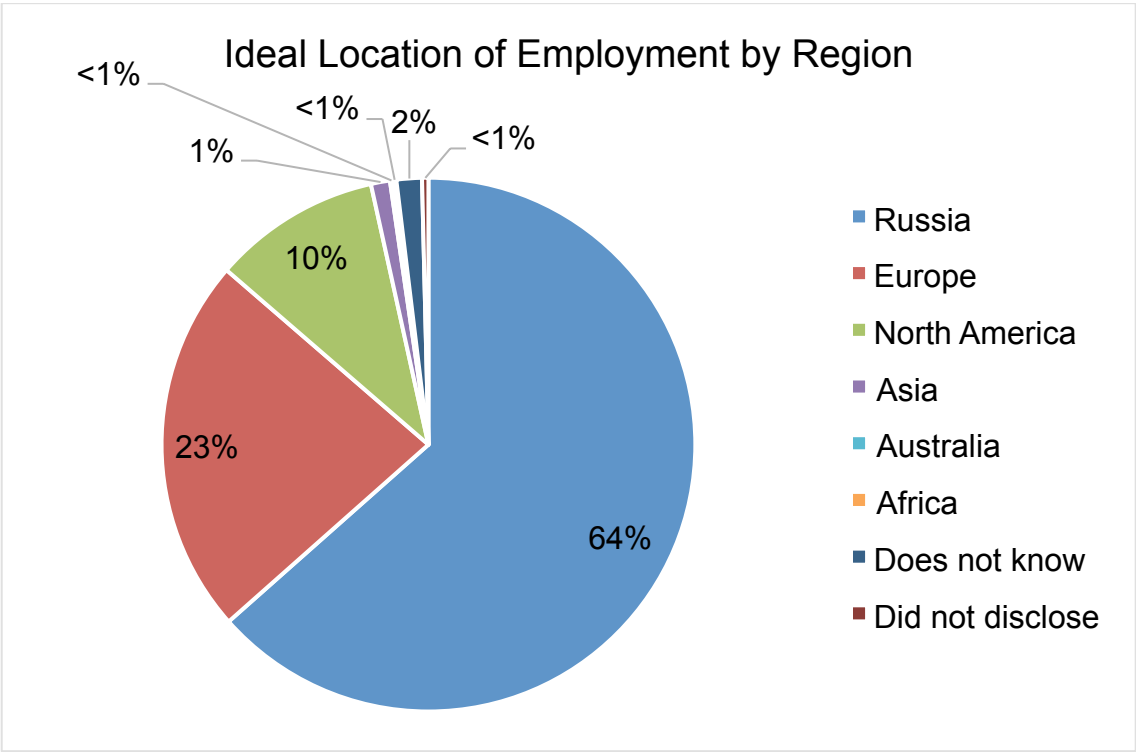 Ideal Location of Employment by Region
<1%
<1%
2%
<1%
1%
10%
23%
64%
Russia
Europe
North America
Asia
Australia
Africa
Does not know
Did not disclose